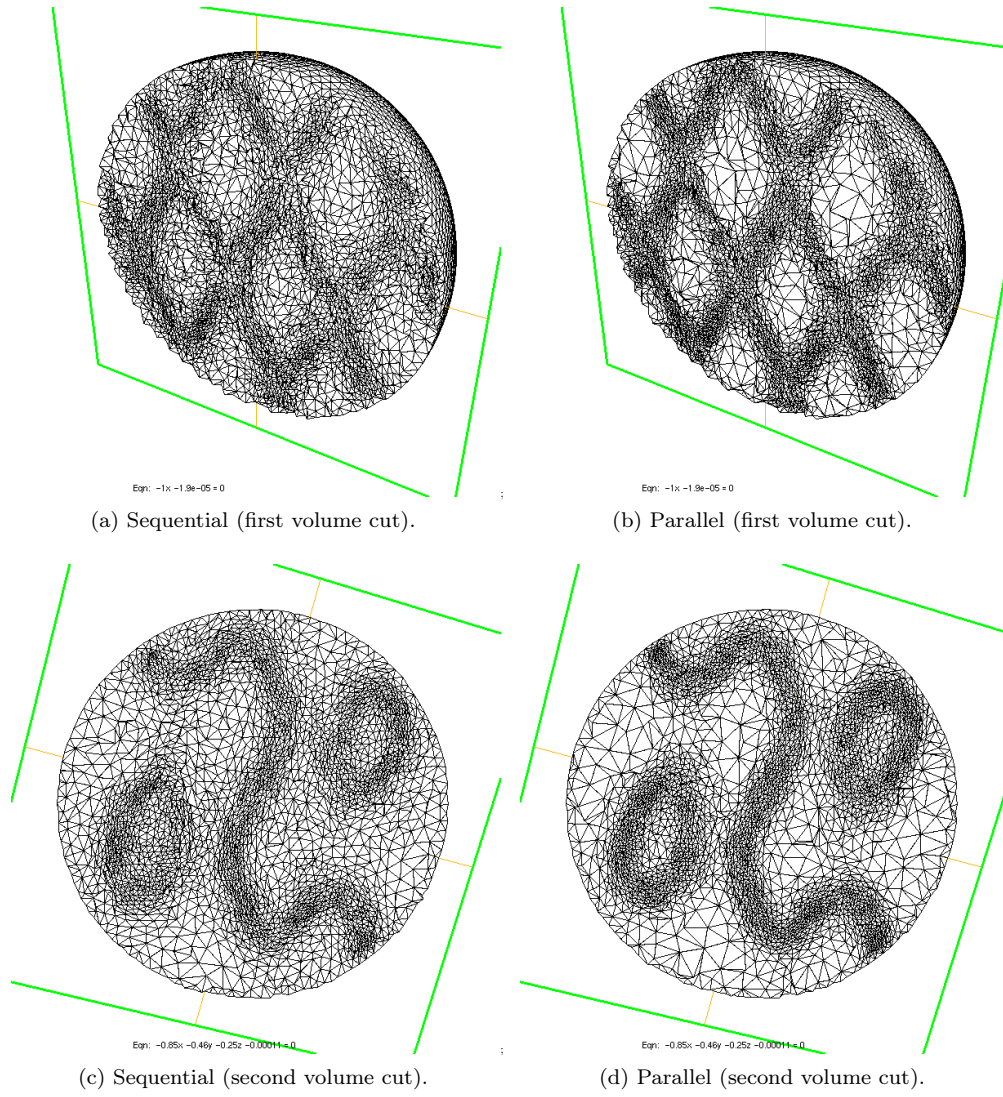 Eqn: -1x -1.9e-05 = 0
;
Eqn: -1x -1.9e-05 = 0
(a) Sequential (first volume cut).
(b) Parallel (first volume cut).
Eqn: -0.85x -0.46y -0.25z -0.00011 = 0
;
Eqn: -0.85x -0.46y -0.25z -0.00011 = 0
(c) Sequential (second volume cut).
(d) Parallel (second volume cut).